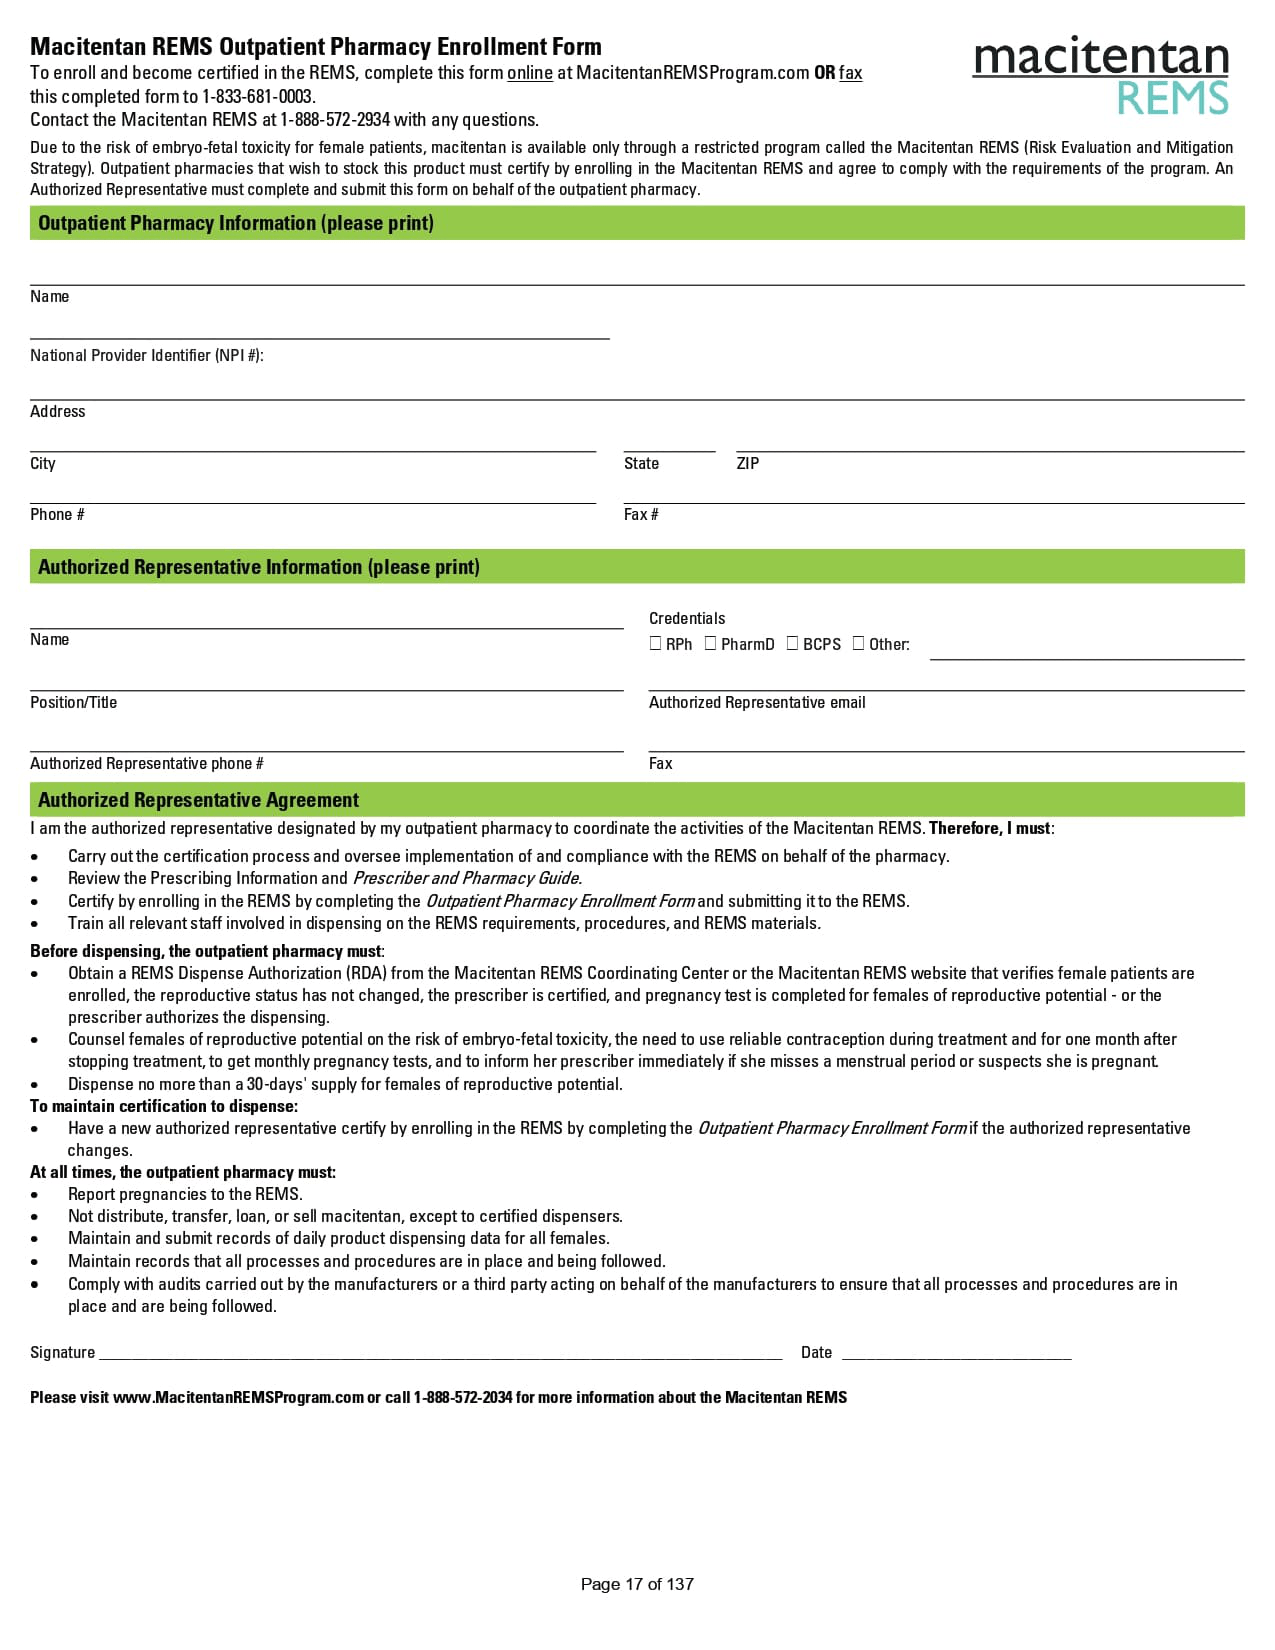 Macitentan REMS Outpatient Pharmacy Enrollment Form
To enroll and become certified in the REMS, complete this form online at MacitentanREMSProgram.com OR fax
this completed form to 1-833-681-0003.
Contact the Macitentan REMS at 1-888-572-2934 with any questions.
macitentan
REMS
Due to the risk of embryo-fetal toxicity for female patients, macitentan is available only through a restricted program called the Macitentan REMS (Risk Evaluation and Mitigation
Strategy). Outpatient pharmacies that wish to stock this product must certify by enrolling in the Macitentan REMS and agree to comply with the requirements of the program. An
Authorized Representative must complete and submit this form on behalf of the outpatient pharmacy.
Outpatient Pharmacy Information (please print)
Name
National Provider Identifier (NPI #):
Address
City State ZIP
Phone # Fax #
Authorized Representative Information (please print)
Credentials
Name
☐ RPh ☐ PharmD ☐ BCPS ☐ Other:
Position/Title Authorized Representative email
Authorized Representative phone # Fax
Authorized Representative Agreement
I am the authorized representative designated by my outpatient pharmacy to coordinate the activities of the Macitentan REMS. Therefore, I must:
• Carry out the certification process and oversee implementation of and compliance with the REMS on behalf of the pharmacy.
• Review the Prescribing Information and Prescriber and Pharmacy Guide.
• Certify by enrolling in the REMS by completing the Outpatient Pharmacy Enrollment Form and submitting it to the REMS.
• Train all relevant staff involved in dispensing on the REMS requirements, procedures, and REMS materials.
Before dispensing, the outpatient pharmacy must:
• Obtain a REMS Dispense Authorization (RDA) from the Macitentan REMS Coordinating Center or the Macitentan REMS website that verifies female patients are
enrolled, the reproductive status has not changed, the prescriber is certified, and pregnancy test is completed for females of reproductive potential - or the
prescriber authorizes the dispensing.
• Counsel females of reproductive potential on the risk of embryo-fetal toxicity, the need to use reliable contraception during treatment and for one month after
stopping treatment, to get monthly pregnancy tests, and to inform her prescriber immediately if she misses a menstrual period or suspects she is pregnant.
• Dispense no more than a 30-days' supply for females of reproductive potential.
To maintain certification to dispense:
• Have a new authorized representative certify by enrolling in the REMS by completing the Outpatient Pharmacy Enrollment Form if the authorized representative
changes.
At all times, the outpatient pharmacy must:
• Report pregnancies to the REMS.
• Not distribute, transfer, loan, or sell macitentan, except to certified dispensers.
• Maintain and submit records of daily product dispensing data for all females.
• Maintain records that all processes and procedures are in place and being followed.
• Comply with audits carried out by the manufacturers or a third party acting on behalf of the manufacturers to ensure that all processes and procedures are in
place and are being followed.
Signature ______ Date ______
Please visit www.MacitentanREMSProgram.com or call 1-888-572-2034 for more information about the Macitentan REMS
Page 17 of 137